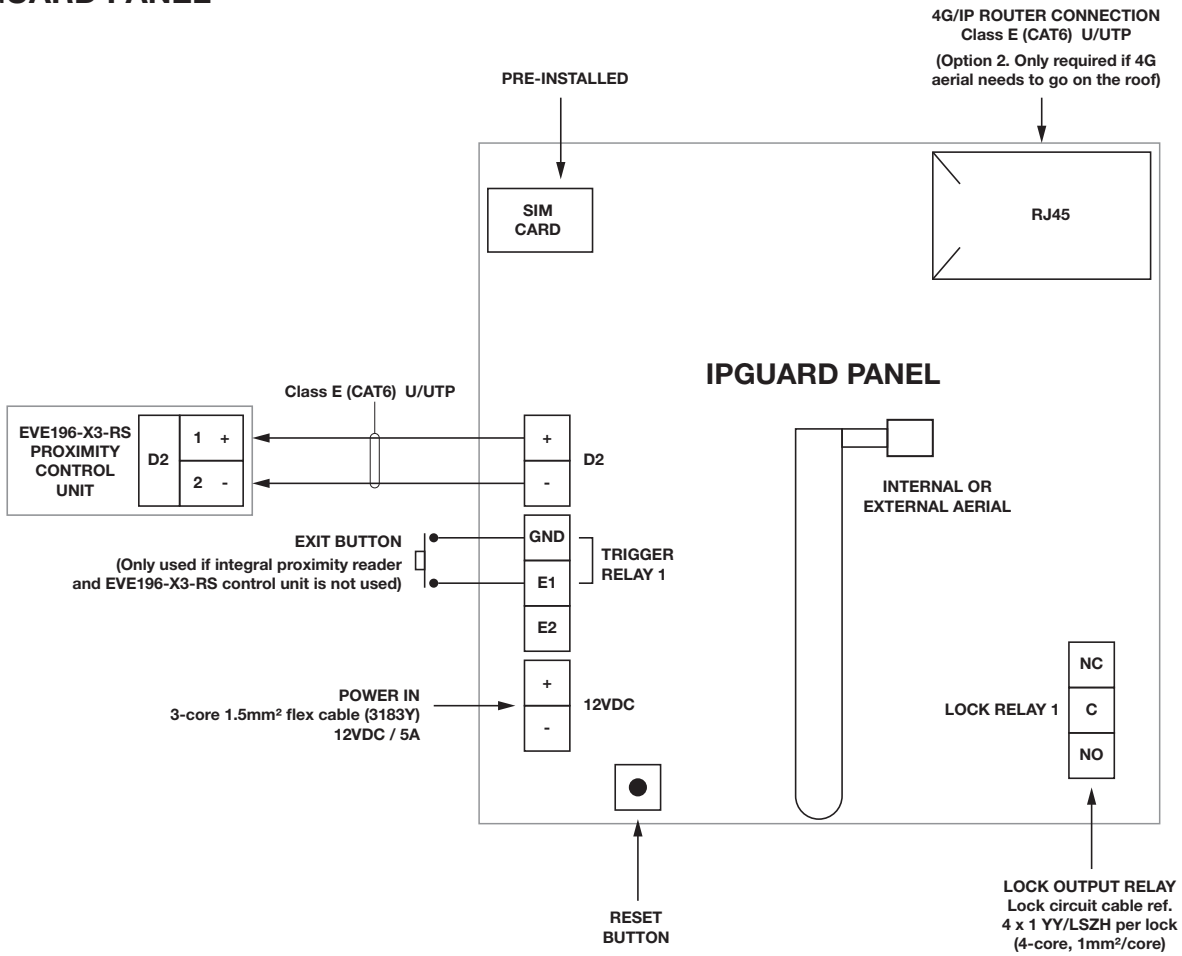 4G/IP ROUTER CONNECTION
Class E (CAT6) U/UTP
(Option 2. Only required if 4G
aerial needs to go on the roof)
PRE-INSTALLED
SIM
CARD
RJ45
IPGUARD PANEL
Class E (CAT6) U/UTP
EVE196-X3-RS
PROXIMITY
CONTROL
UNIT
D2
1 +
2 -
+
-
D2
INTERNAL OR
EXTERNAL AERIAL
EXIT BUTTON
(Only used if integral proximity reader
and EVE196-X3-RS control unit is not used)
GND
E1
E2
TRIGGER
RELAY 1
POWER IN
3-core 1.5mm² flex cable (3183Y)
12VDC / 5A
+
-
12VDC
LOCK RELAY 1
NC
C
NO
RESET
BUTTON
LOCK OUTPUT RELAY
Lock circuit cable ref.
4 x 1 YY/LSZH per lock
(4-core, 1mm²/core)